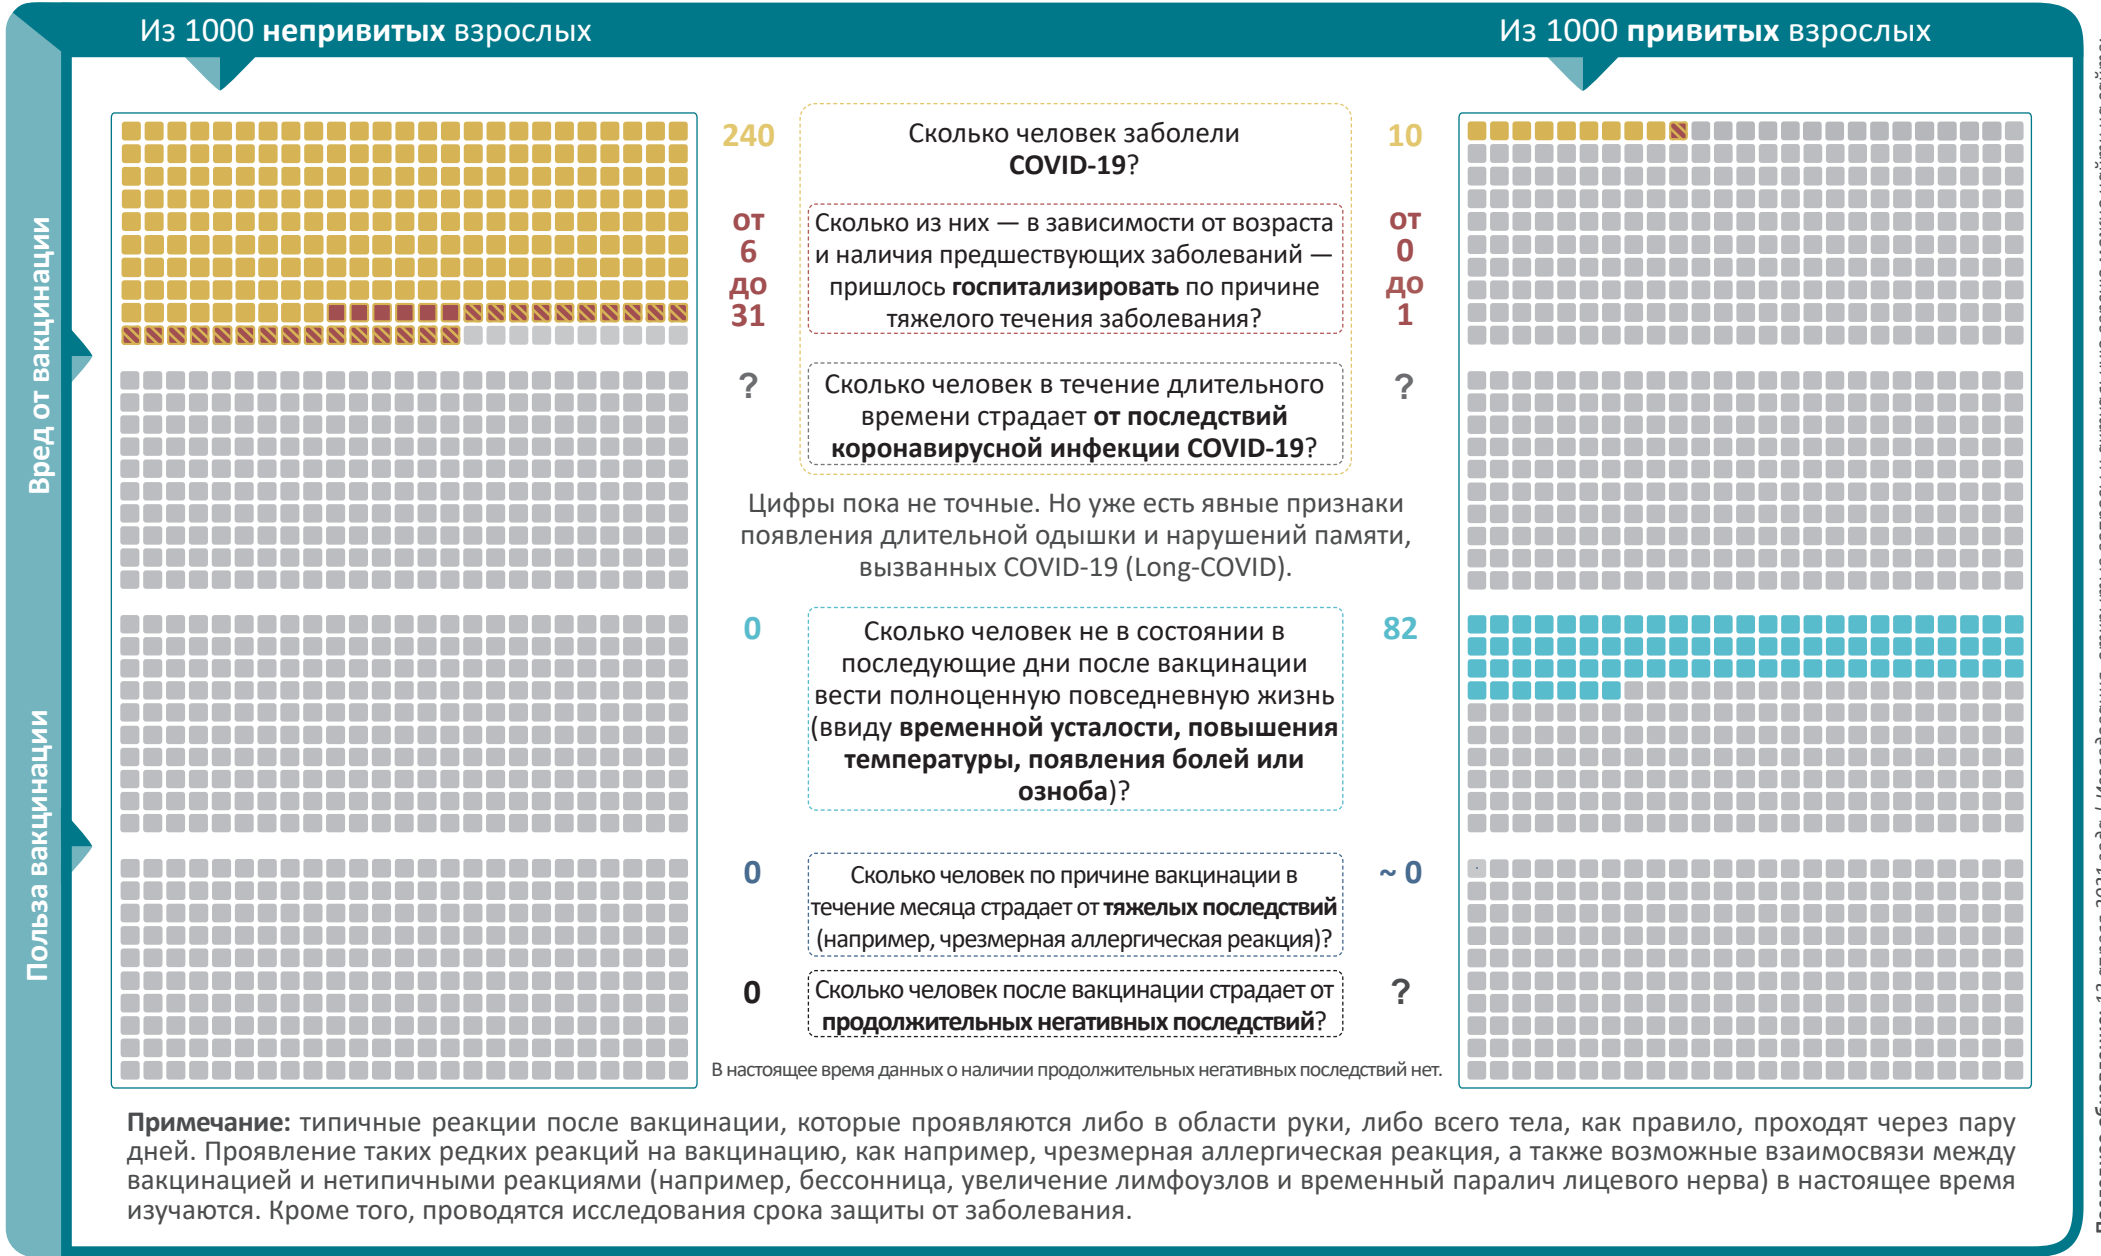 Из 1000 непривитых взрослых
Из 1000 привитых взрослых
Вред от вакцинации
Польза вакцинации
240
Сколько человек заболели
COVID-19?
10
от
6
до
31
Сколько из них — в зависимости от возраста
и наличия предшествующих заболеваний —
пришлось госпитализировать по причине
тяжелого течения заболевания?
от
0
до
1
?
Сколько человек в течение длительного
времени страдает от последствий
коронавирусной инфекции COVID-19?
?
Цифры пока не точные. Но уже есть явные признаки
появления длительной одышки и нарушений памяти,
вызванных COVID-19 (Long-COVID).
0
Сколько человек не в состоянии в
последующие дни после вакцинации
вести полноценную повседневную жизнь
(ввиду временной усталости, повышения
температуры, появления болей или
озноба)?
82
0
Сколько человек по причине вакцинации в
течение месяца страдает от тяжелых последствий
(например, чрезмерная аллергическая реакция)?
~ 0
0
Сколько человек после вакцинации страдает от
продолжительных негативных последствий?
?
В настоящее время данных о наличии продолжительных негативных последствий нет.
Примечание: типичные реакции после вакцинации, которые проявляются либо в области руки, либо всего тела, как правило, проходят через пару
дней. Проявление таких редких реакций на вакцинацию, как например, чрезмерная аллергическая реакция, а также возможные взаимосвязи между
вакцинацией и нетипичными реакциями (например, бессонница, увеличение лимфоузлов и временный паралич лицевого нерва) в настоящее время
изучаются. Кроме того, проводятся исследования срока защиты от заболевания.